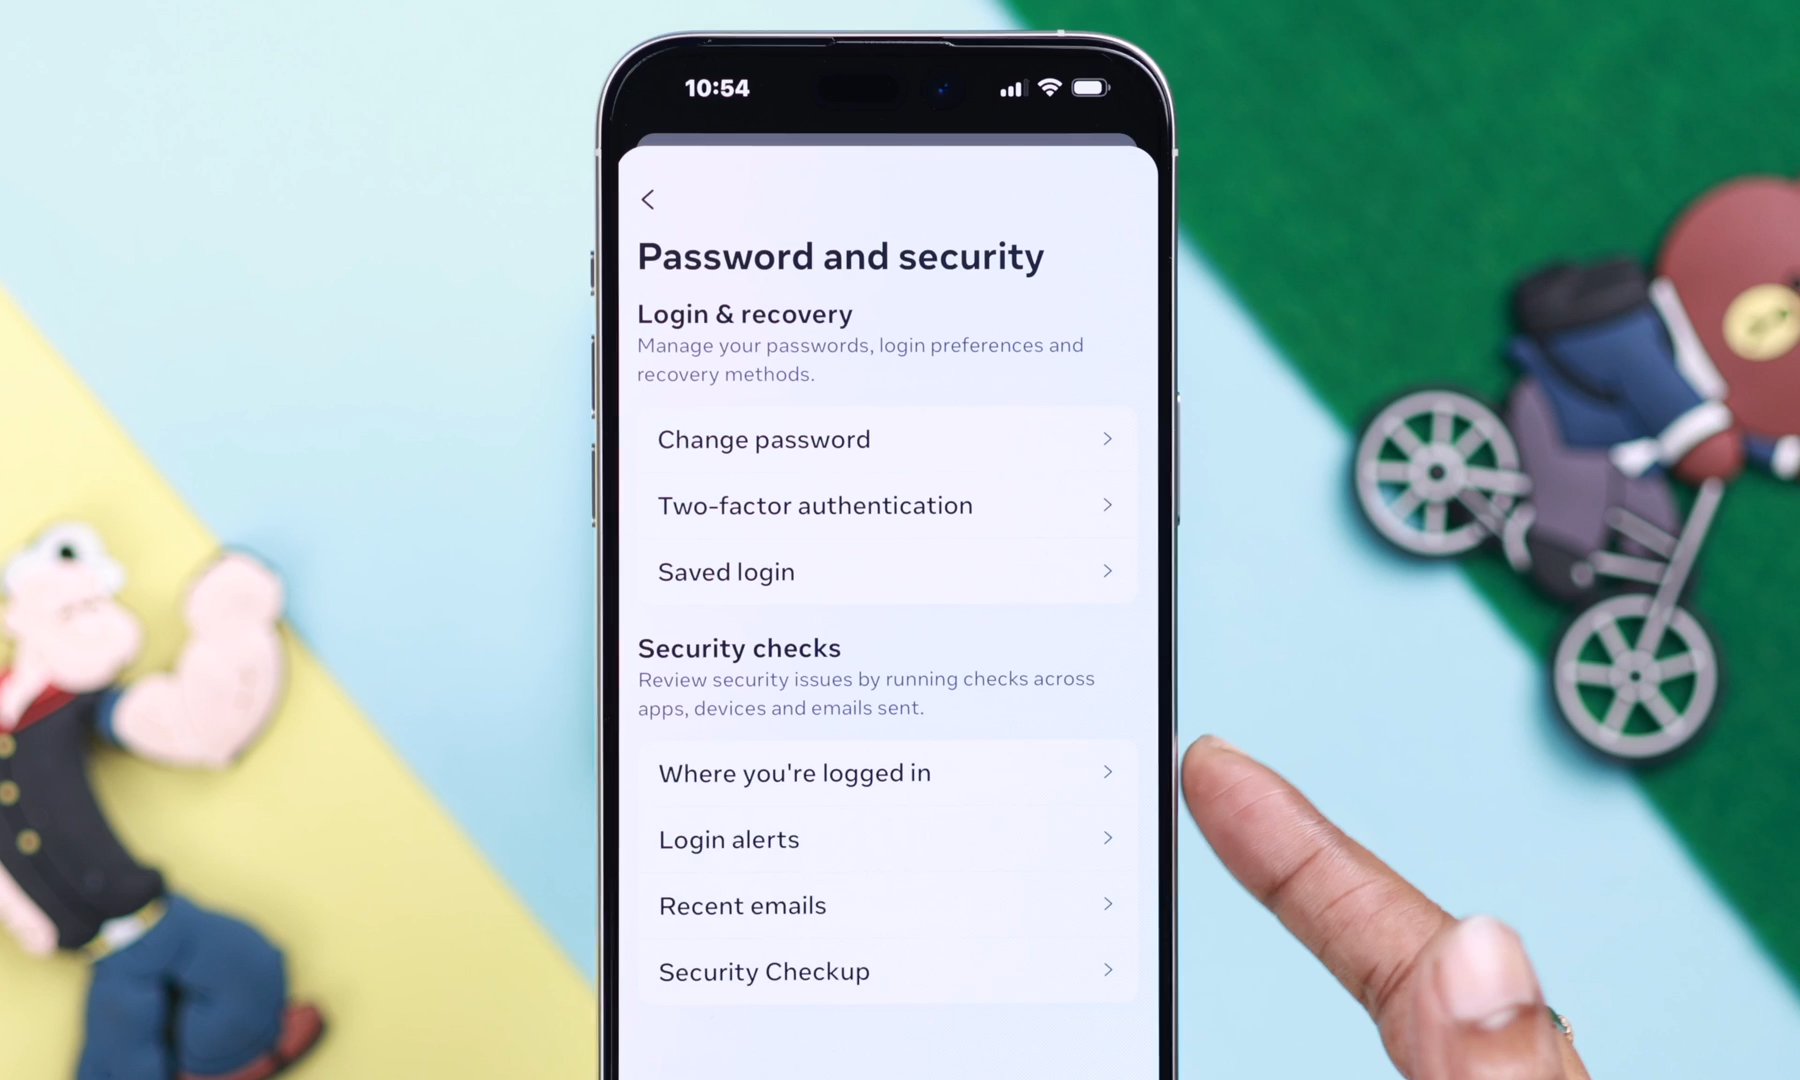 10:54
Password and security
Login & recovery
Manage your passwords, login preferences and
recovery methods.
Change password
Two-factor authentication
Saved login
Security checks
Review security issues by running checks across
apps, devices and emails sent.
Where you're logged in
Login alerts
Recent emails
Security Checkup